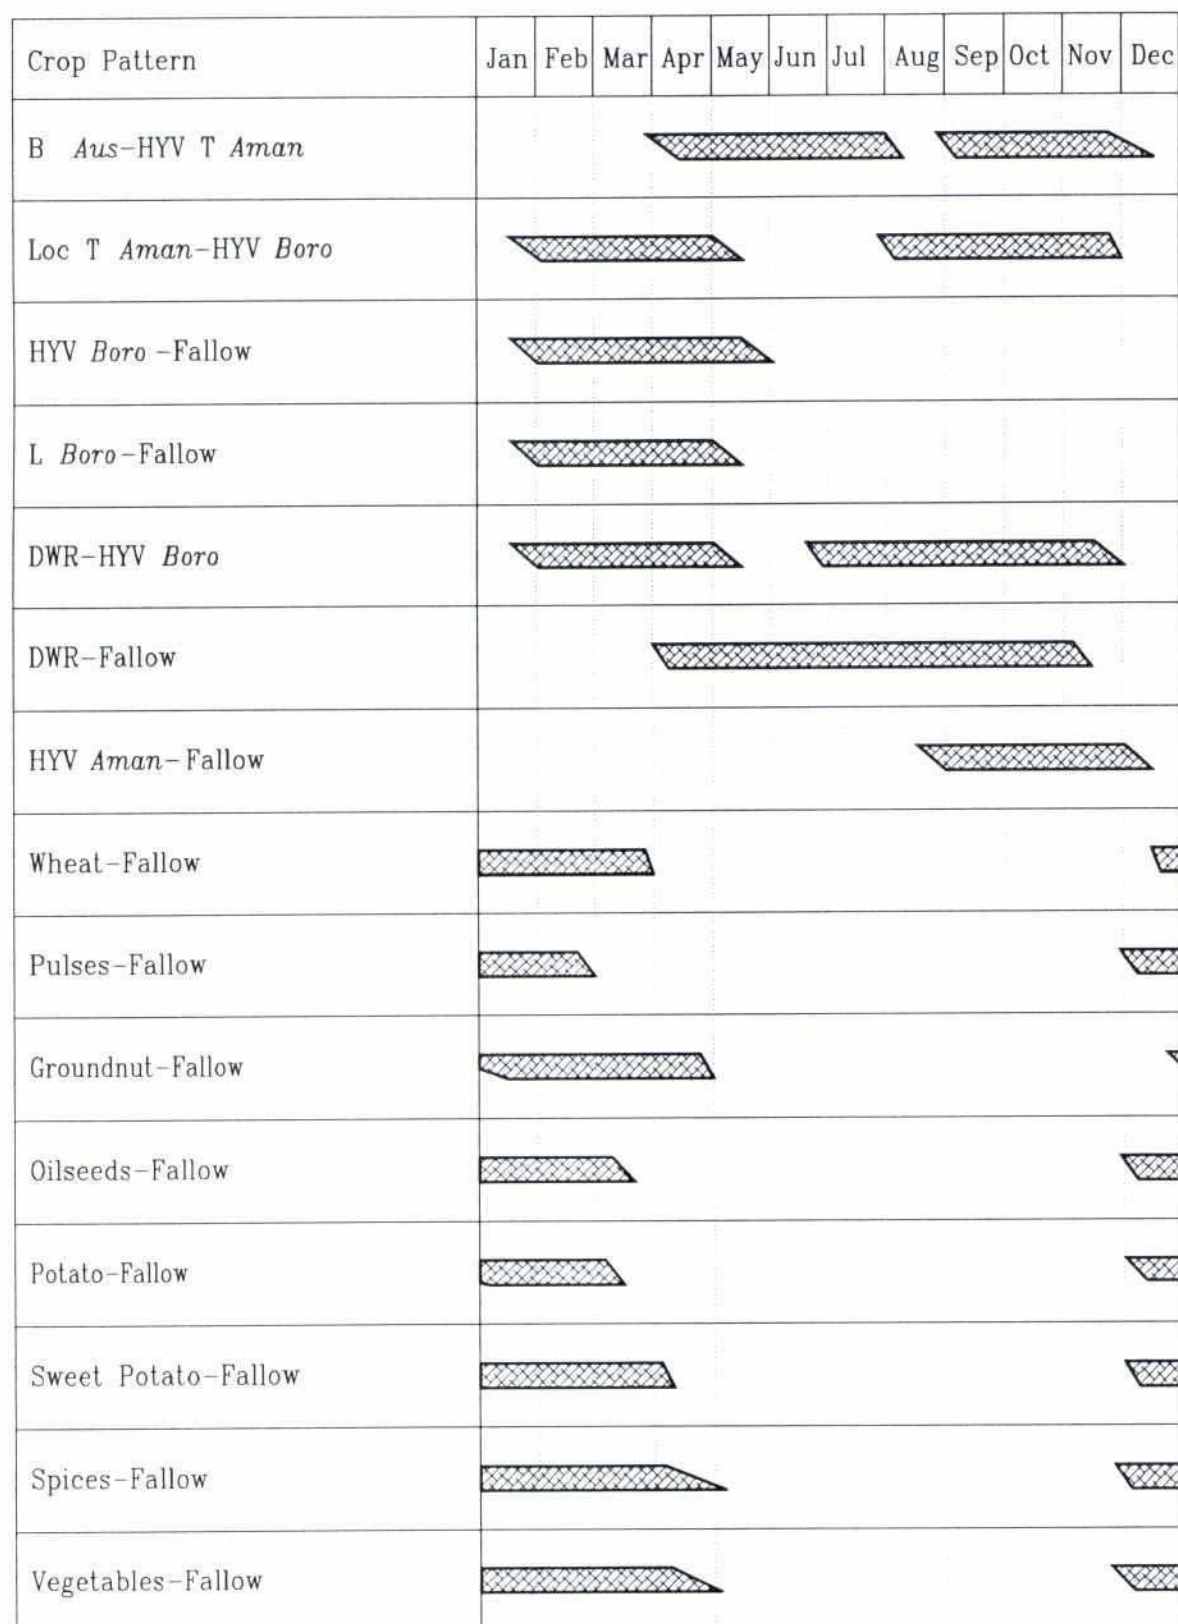 Crop Pattern Jan Feb Mar Apr May Jun Jul Aug Sep Oct Nov Dec
B Aus-HYV T Aman
Loc T Aman-HYV Boro
HYV Boro -Fallow
L Boro-Fallow
DWR-HYV Boro
DWR-Fallow
HYV Aman-Fallow
Wheat-Fallow
Pulses-Fallow
Groundnut-Fallow
Oilseeds-Fallow
Potato-Fallow
Sweet Potato-Fallow
Spices-Fallow
Vegetables-Fallow